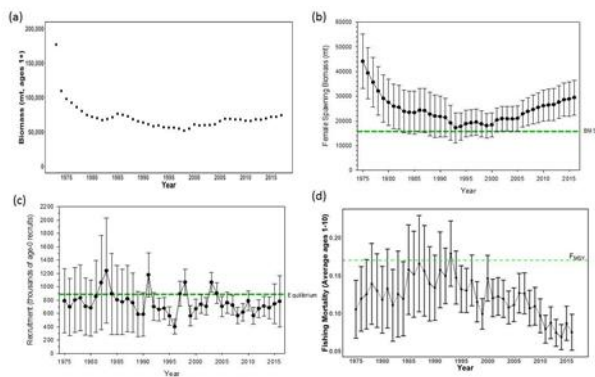 (a)
Biomass (mt, ages 1+)
200,000
150,000
100,000
50,000
0
1975 1980 1985 1990 1995 2000 2005 2010 2015
Year
(b)
Female Spawning Biomass (mt)
60000
50000
40000
30000
20000
10000
0
1975 1980 1985 1990 1995 2000 2005 2010 2015
Year
(c)
Recruitment (thousands of age-0 recruits)
2200
2000
1800
1600
1400
1200
1000
800
600
400
200
0
Equilibrium
1975 1980 1985 1990 1995 2000 2005 2010 2015
Year
(d)
Fishing Mortality (Average ages 1-10)
0.20
0.15
0.10
0.05
1975 1980 1985 1990 1995 2000 2005 2010 2015
Year